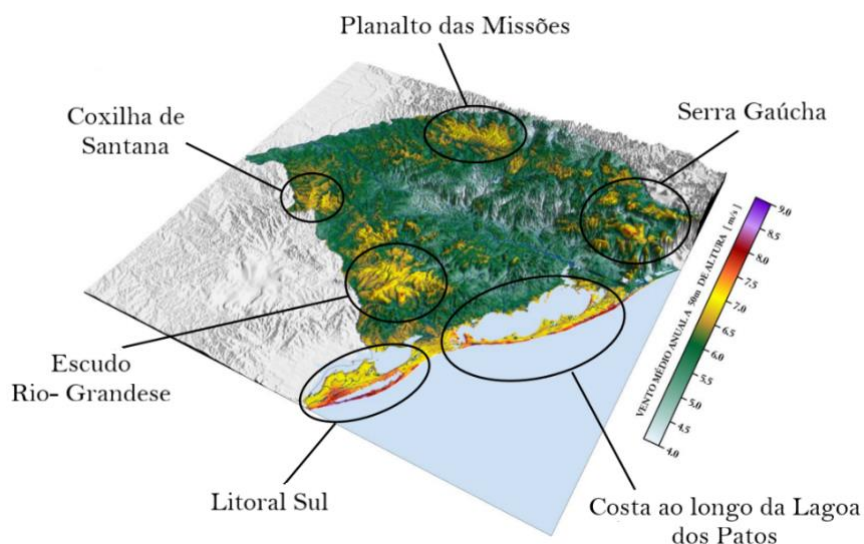 Planalto das Missões
Coxilha de
Santana
Serra Gaúcha
VENTO MÉDIO ANUAL A 50m DE ALTURA [m/s]
9.0
8.5
8.0
7.5
7.0
6.5
6.0
5.5
5.0
4.5
4.0
Escudo
Rio- Grandese
Litoral Sul
Costa ao longo da Lagoa
dos Patos